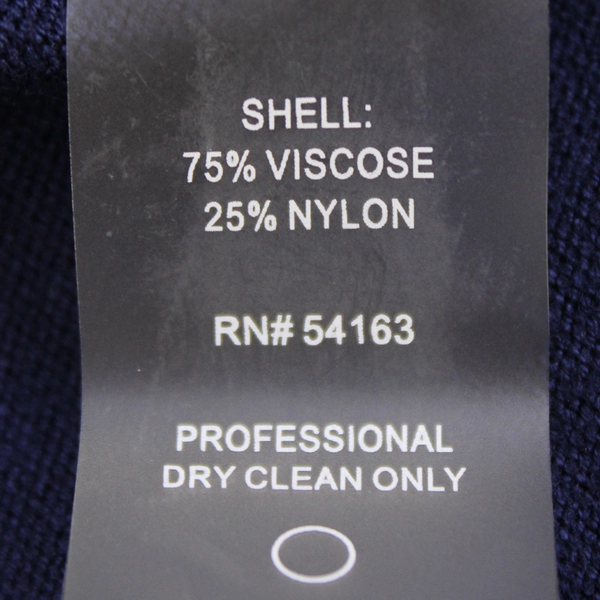 SHELL:
75% VISCOSE
25% NYLON
RN# 54163
PROFESSIONAL
DRY CLEAN ONLY